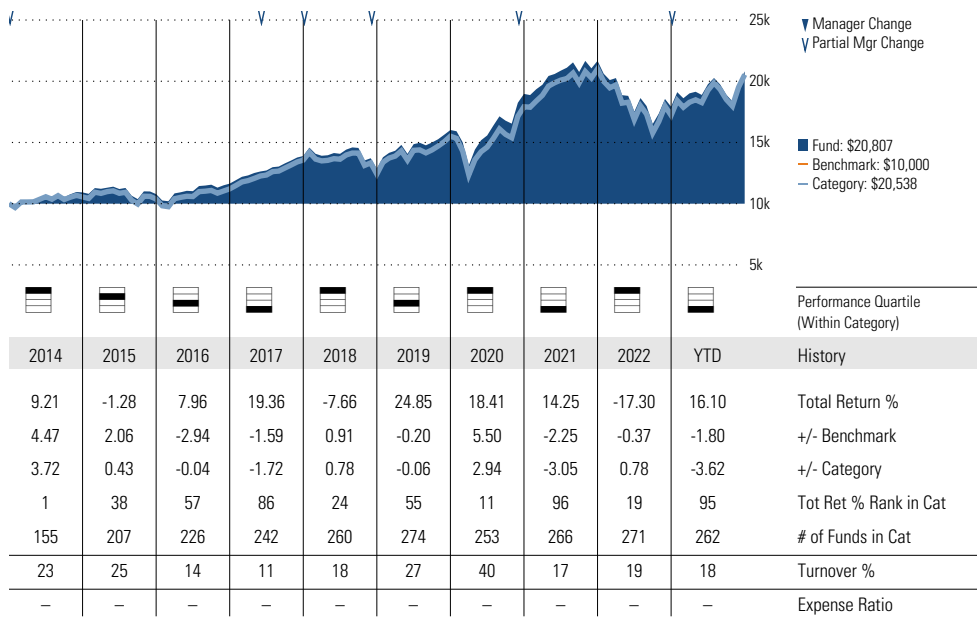 25k
▼ Manager Change
V Partial Mgr Change
20k
15k
Fund: $20,807
Benchmark: $10,000
Category: $20,538
10k
5k
Performance Quartile
(Within Category)
2014 2015 2016 2017 2018 2019 2020 2021 2022 YTD History
9.21 -1.28 7.96 19.36 -7.66 24.85 18.41 14.25 -17.30 16.10 Total Return %
4.47 2.06 -2.94 -1.59 0.91 -0.20 5.50 -2.25 -0.37 -1.80 +/- Benchmark
3.72 0.43 -0.04 -1.72 0.78 -0.06 2.94 -3.05 0.78 -3.62 +/- Category
1 38 57 86 24 55 11 96 19 95 Tot Ret % Rank in Cat
155 207 226 242 260 274 253 266 271 262 # of Funds in Cat
23 25 14 11 18 27 40 17 19 18 Turnover %
– – – – – – – – – – Expense Ratio